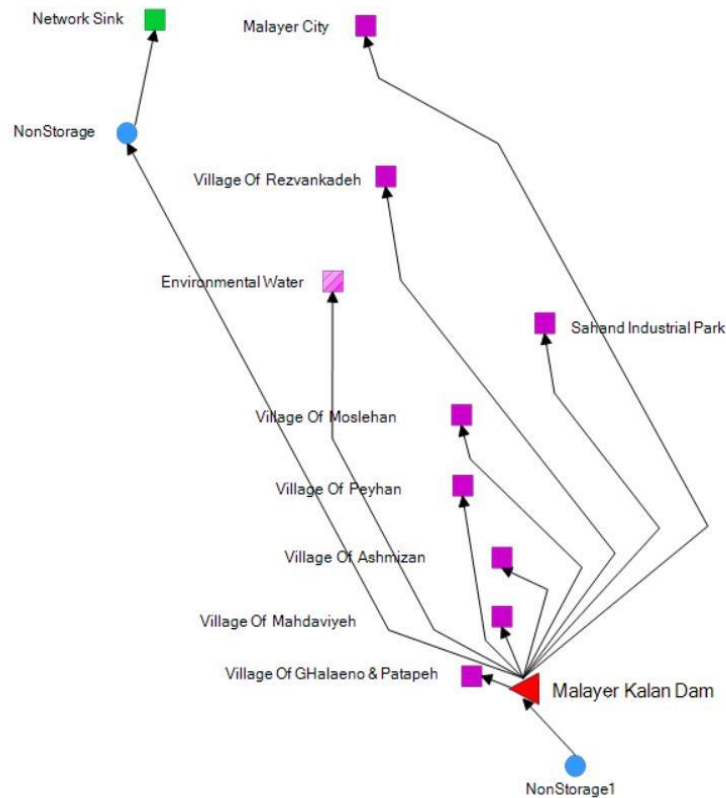 Network Sink
Malayer City
NonStorage
Village Of Rezvankadeh
Environmental Water
Sahand Industrial Park
Village Of Moslehan
Village Of Peyhan
Village Of Ashmizan
Village Of Mahdaviyeh
Village Of GHalaeno & Patapeh
Malayer Kalan Dam
NonStorage1